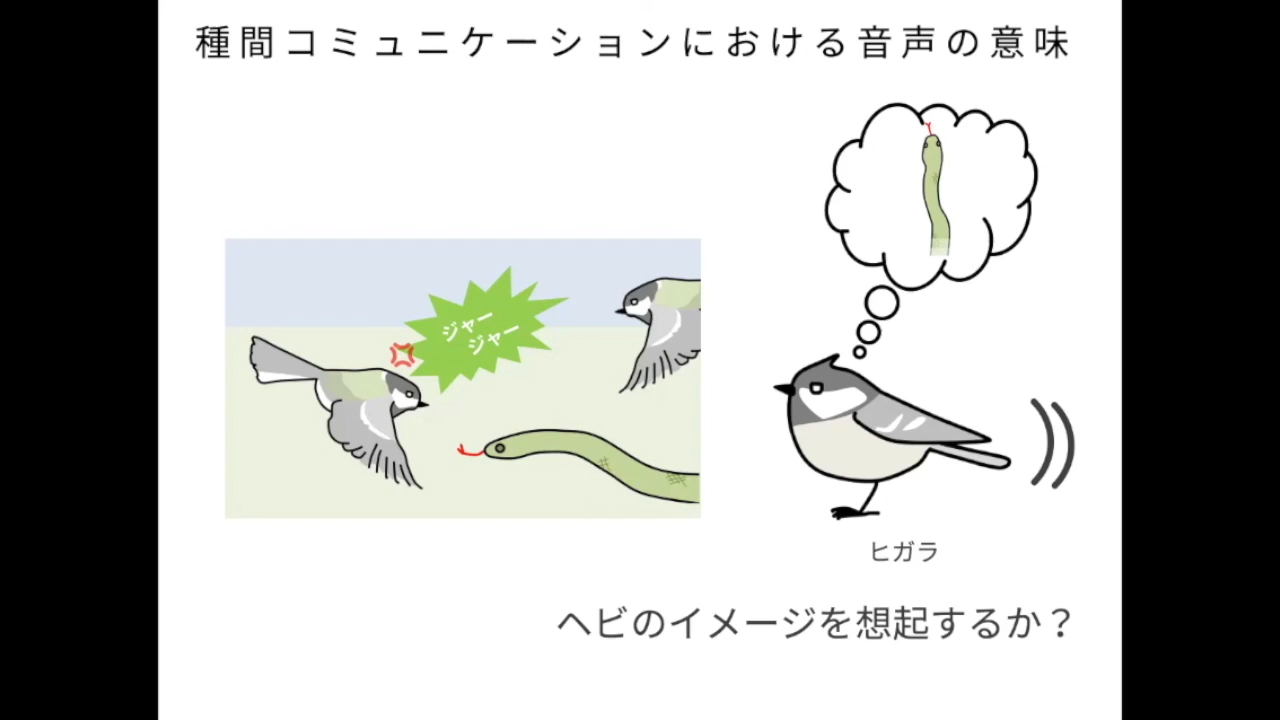 種間コミュニケーションにおける音声の意味
ジャー
ジャー
ヒガラ
ヘビのイメージを想起するか？